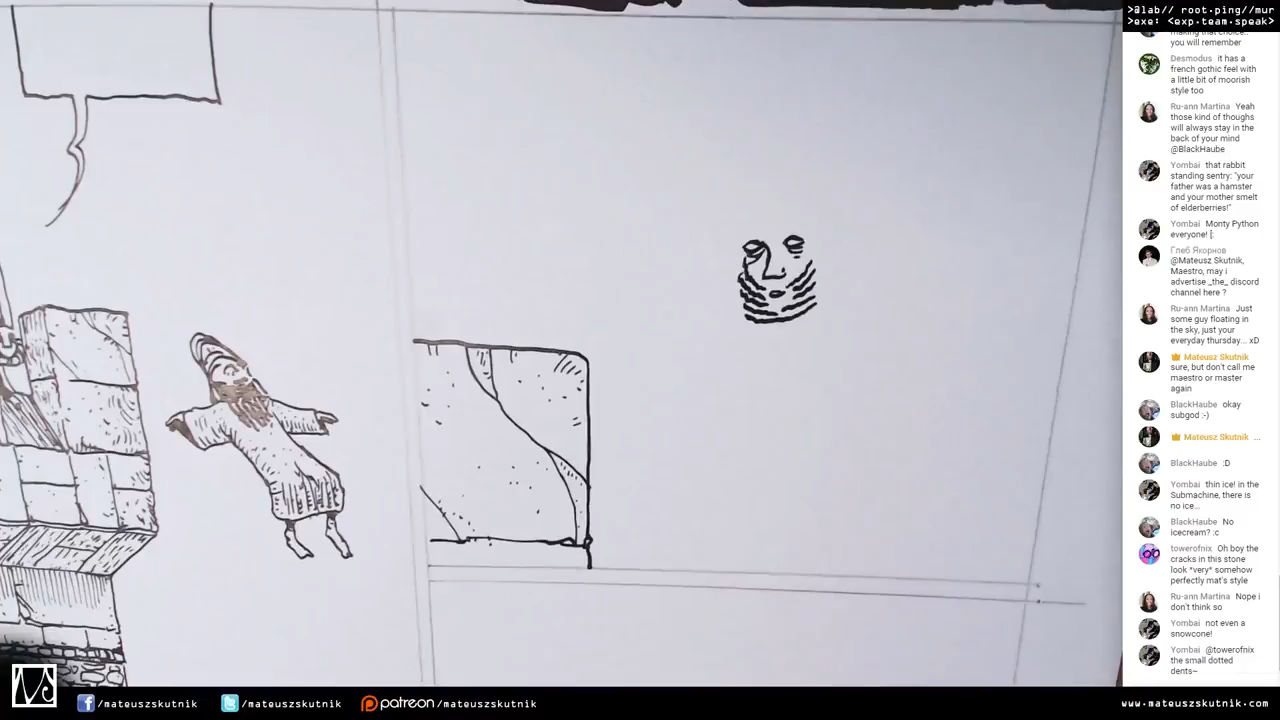 >@lab// root.ping//mur
>exe: <exp.team.speak>
making that choice..
you will remember
Desmodus it has a
french gothic feel with
a little bit of moorish
style too
Ru-ann Martina Yeah
those kind of thoughs
will always stay in the
back of your mind
@BlackHaube
Yombai that rabbit
standing sentry: "your
father was a hamster
and your mother smelt
of elderberries!"
Yombai Monty Python
everyone! [:
Глеб Якорнов
@Mateusz Skutnik,
Maestro, may i
advertise _the_ discord
channel here ?
Ru-ann Martina Just
some guy floating in
the sky, just your
everyday thursday... xD
Mateusz Skutnik
sure, but don't call me
maestro or master
again
BlackHaube okay
subgod :-)
Mateusz Skutnik ...
BlackHaube :D
Yombai thin ice! in the
Submachine, there is
no ice...
BlackHaube No
icecream? :c
towerofnix Oh boy the
cracks in this stone
look *very* somehow
perfectly mat's style
Ru-ann Martina Nope i
don't think so
Yombai not even a
snowcone!
Yombai @towerofnix
the small dotted
dents~
/mateuszskutnik
/mateuszskutnik
patreon/mateuszskutnik
www.mateuszskutnik.com